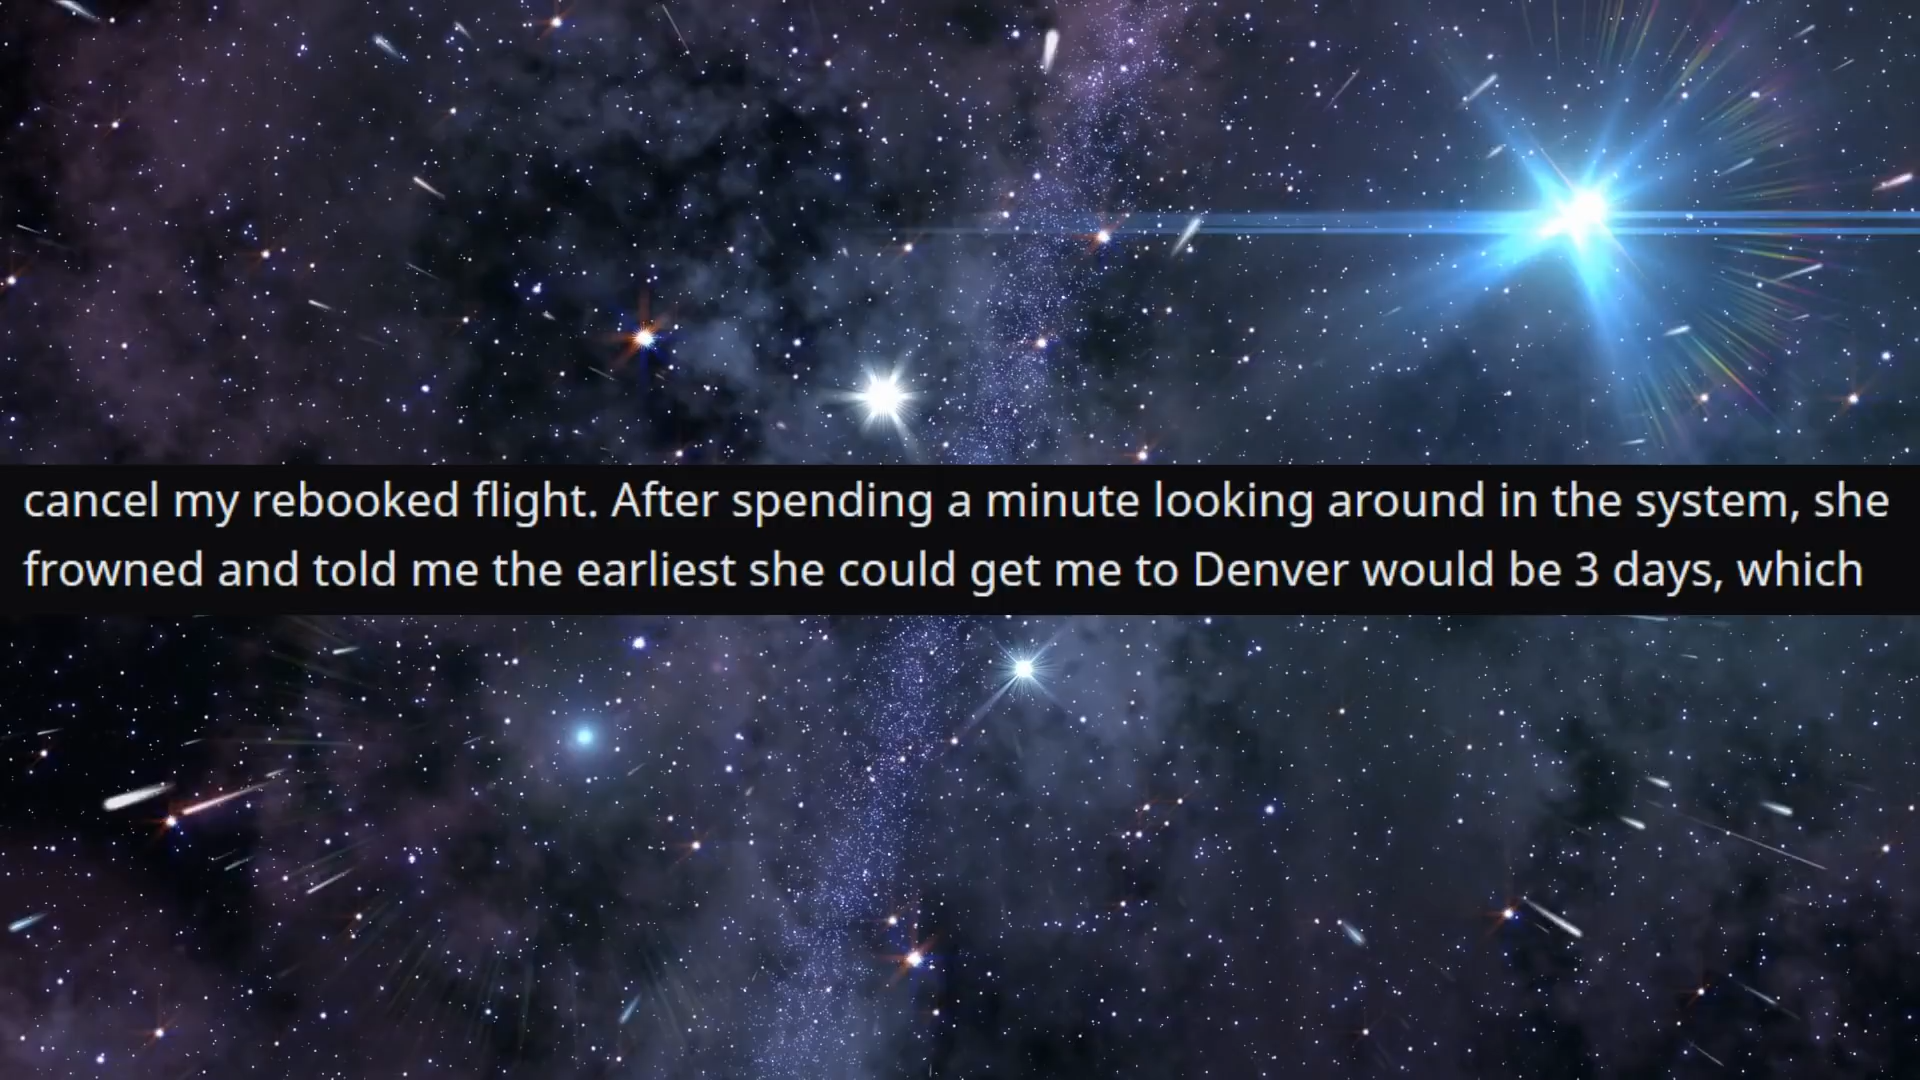 cancel my rebooked flight. After spending a minute looking around in the system, she
frowned and told me the earliest she could get me to Denver would be 3 days, which